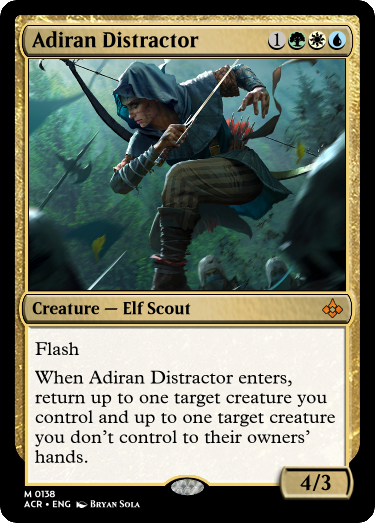 Adiran Distractor 1
Creature — Elf Scout
Flash
When Adiran Distractor enters,
return up to one target creature you
control and up to one target creature
you don't control to their owners'
hands.
4/3
M 0138
ACR • ENG Bryan Sola